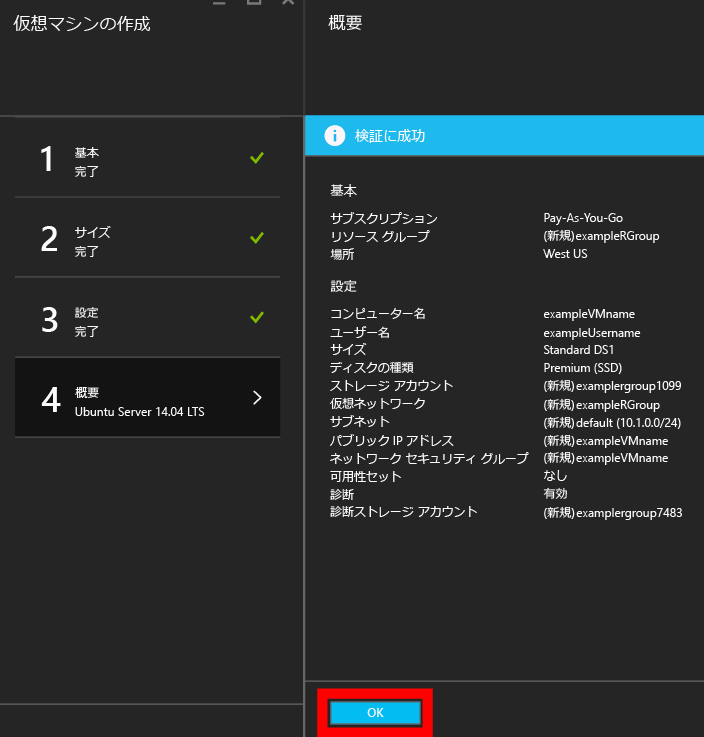 仮想マシンの作成
1
基本
完了
2
サイズ
完了
3
設定
完了
4
概要
Ubuntu Server 14.04 LTS
概要
検証に成功
基本
サブスクリプション Pay-As-You-Go
リソース グループ (新規)exampleRGroup
場所 West US
設定
コンピューター名 exampleVMname
ユーザー名 exampleUsername
サイズ Standard DS1
ディスクの種類 Premium (SSD)
ストレージ アカウント (新規)examplergroup1099
仮想ネットワーク (新規)exampleRGroup
サブネット (新規)default (10.1.0.0/24)
パブリック IP アドレス (新規)exampleVMname
ネットワーク セキュリティ グループ (新規)exampleVMname
可用性セット なし
診断 有効
診断ストレージ アカウント (新規)examplergroup7483
OK